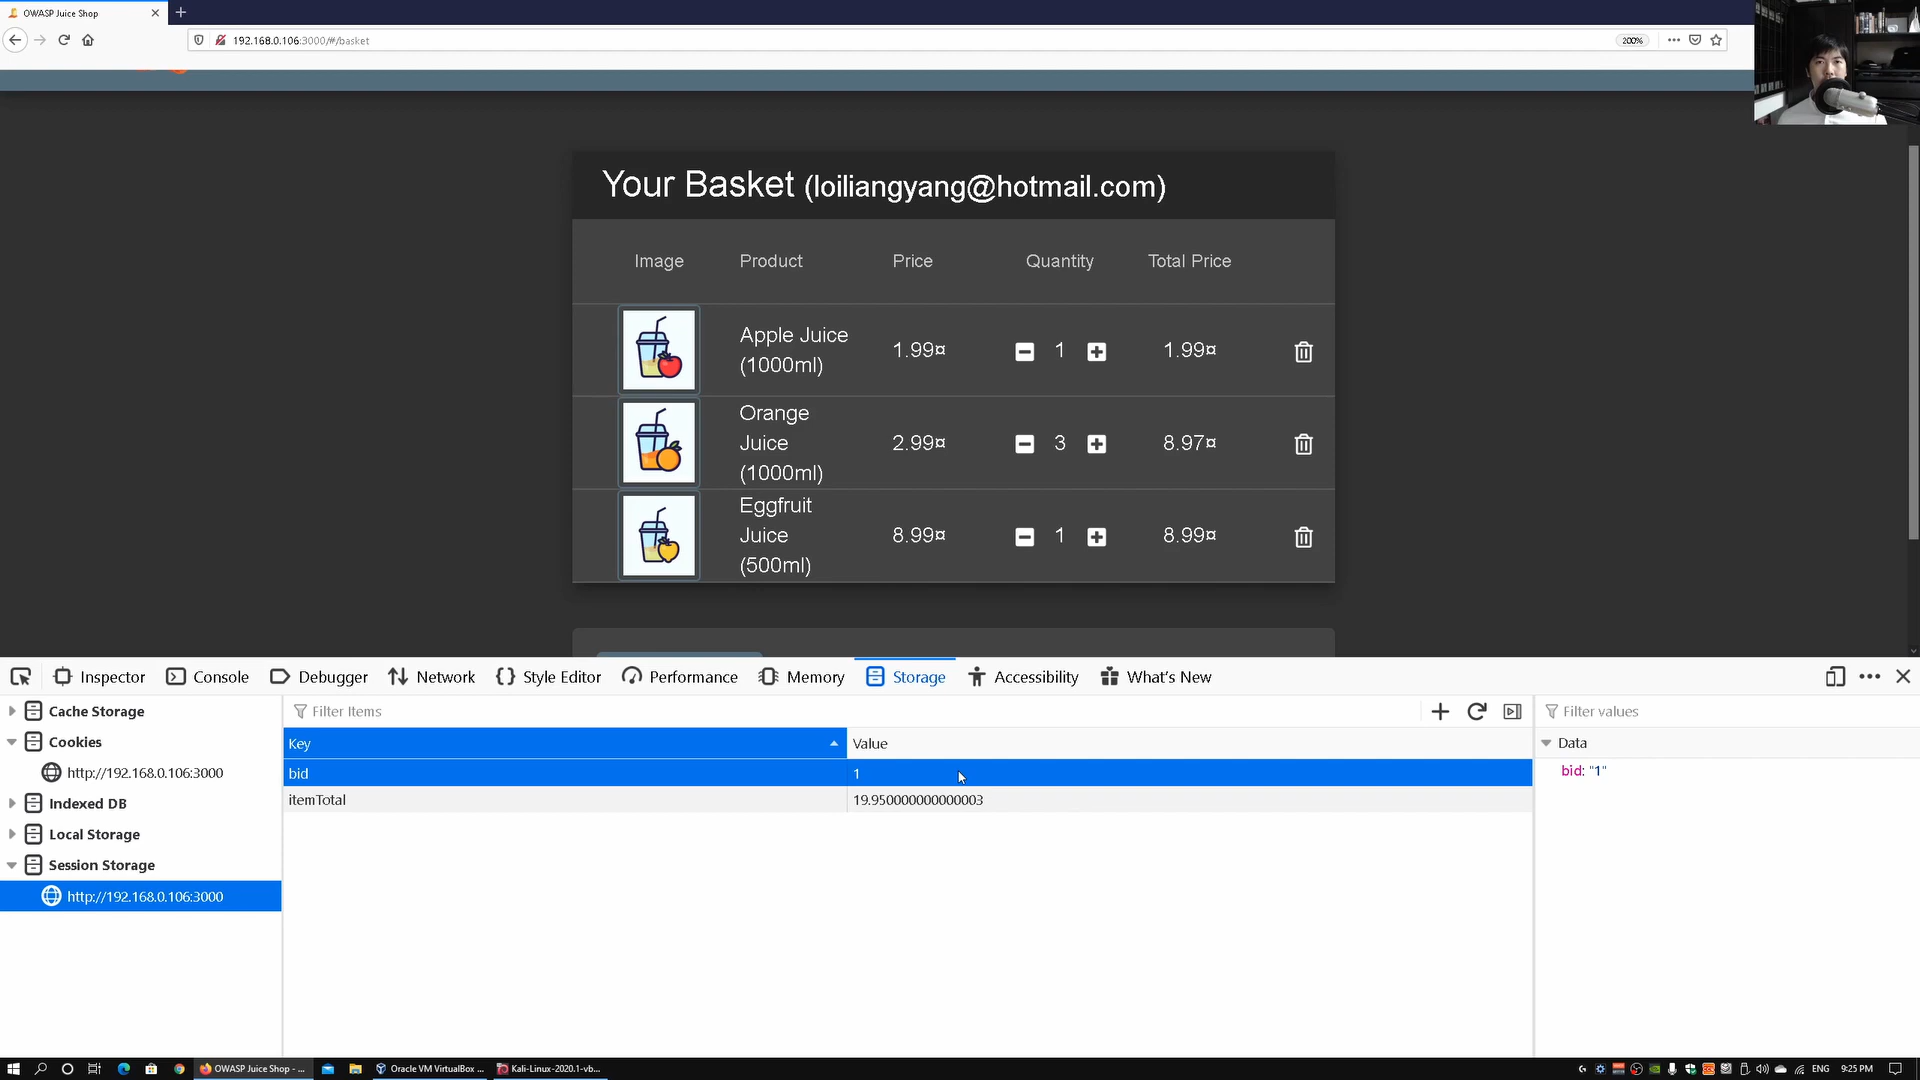 OWASP Juice Shop
192.168.0.106:3000/#/basket
200%
Your Basket (loiliangyang@hotmail.com)
Image Product Price Quantity Total Price
Apple Juice
(1000ml)
1.99¤ 1 1.99¤
Orange
Juice
(1000ml)
2.99¤ 3 8.97¤
Eggfruit
Juice
(500ml)
8.99¤ 1 8.99¤
Inspector Console Debugger Network Style Editor Performance Memory Storage Accessibility What's New
Cache Storage
Cookies
http://192.168.0.106:3000
Indexed DB
Local Storage
Session Storage
http://192.168.0.106:3000
Filter Items
Key Value
bid 1
itemTotal 19.950000000000003
Filter values
Data
bid: "1"
OWASP Juice Shop - ... Oracle VM VirtualBox ... Kali-Linux-2020.1-vb...
ENG 9:25 PM